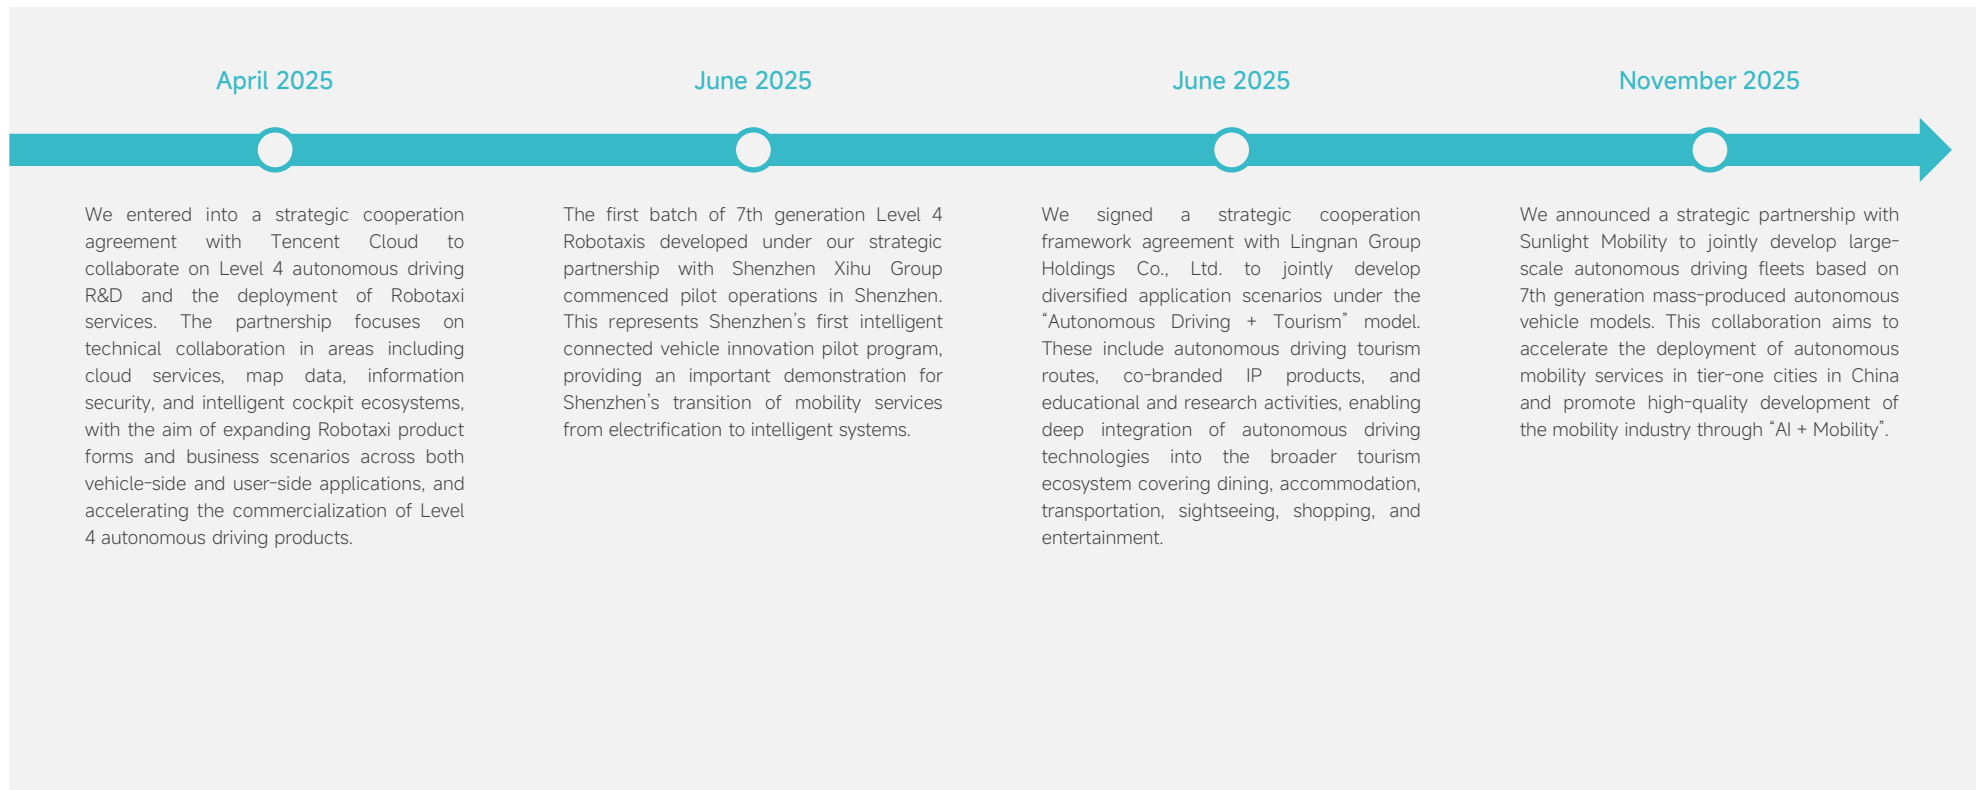 April 2025
We entered into a strategic cooperation
agreement with Tencent Cloud to
collaborate on Level 4 autonomous driving
R&D and the deployment of Robotaxi
services. The partnership focuses on
technical collaboration in areas including
cloud services, map data, information
security, and intelligent cockpit ecosystems,
with the aim of expanding Robotaxi product
forms and business scenarios across both
vehicle-side and user-side applications, and
accelerating the commercialization of Level
4 autonomous driving products.
June 2025
The first batch of 7th generation Level 4
Robotaxis developed under our strategic
partnership with Shenzhen Xihu Group
commenced pilot operations in Shenzhen.
This represents Shenzhen's first intelligent
connected vehicle innovation pilot program,
providing an important demonstration for
Shenzhen's transition of mobility services
from electrification to intelligent systems.
June 2025
We signed a strategic cooperation
framework agreement with Lingnan Group
Holdings Co., Ltd. to jointly develop
diversified application scenarios under the
“Autonomous Driving + Tourism” model.
These include autonomous driving tourism
routes, co-branded IP products, and
educational and research activities, enabling
deep integration of autonomous driving
technologies into the broader tourism
ecosystem covering dining, accommodation,
transportation, sightseeing, shopping, and
entertainment.
November 2025
We announced a strategic partnership with
Sunlight Mobility to jointly develop large-
scale autonomous driving fleets based on
7th generation mass-produced autonomous
vehicle models. This collaboration aims to
accelerate the deployment of autonomous
mobility services in tier-one cities in China
and promote high-quality development of
the mobility industry through “AI + Mobility”.